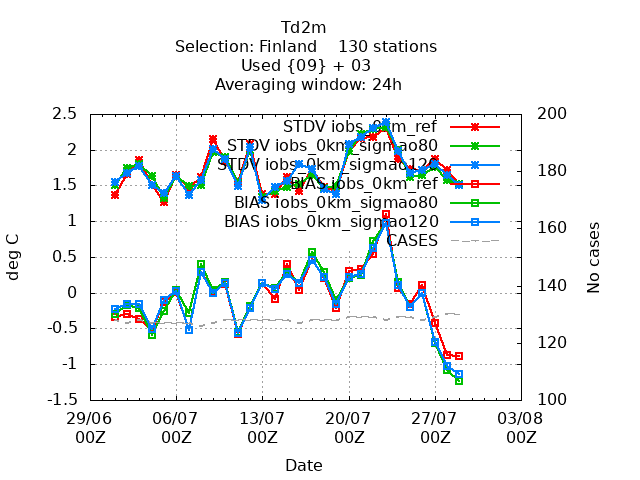 Td2m
Selection: Finland    130 stations
Used {09} + 03
Averaging window: 24h
2.5
2
1.5
1
0.5
0
-0.5
-1
-1.5
deg C
200
180
160
140
120
100
No cases
STDV iobs_0km_ref
STDV iobs_0km_sigmao80
STDV iobs_0km_sigmao120
BIAS iobs_0km_ref
BIAS iobs_0km_sigmao80
BIAS iobs_0km_sigmao120
CASES
29/06 06/07 13/07 20/07 27/07 03/08
00Z 00Z 00Z 00Z 00Z 00Z
Date